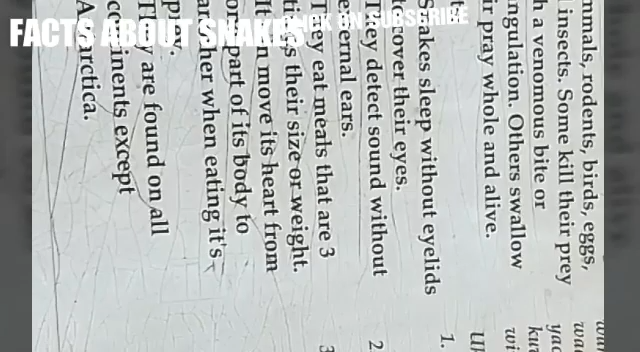 FACTS ABOUT SNAKES
CLICK ON SUBSCRIBE
mmals, rodents, birds, eggs,
insects. Some kill their prey
h a venomous bite or
ngulation. Others swallow
ir pray whole and alive.
Snakes sleep without eyelids
to cover their eyes.
They detect sound without
external ears.
They eat meals that are 3
times their size or weight.
It can move its heart from
one part of its body to
another when eating it's
pray.
They are found on all
continents except
Antarctica.
1.
2.
3